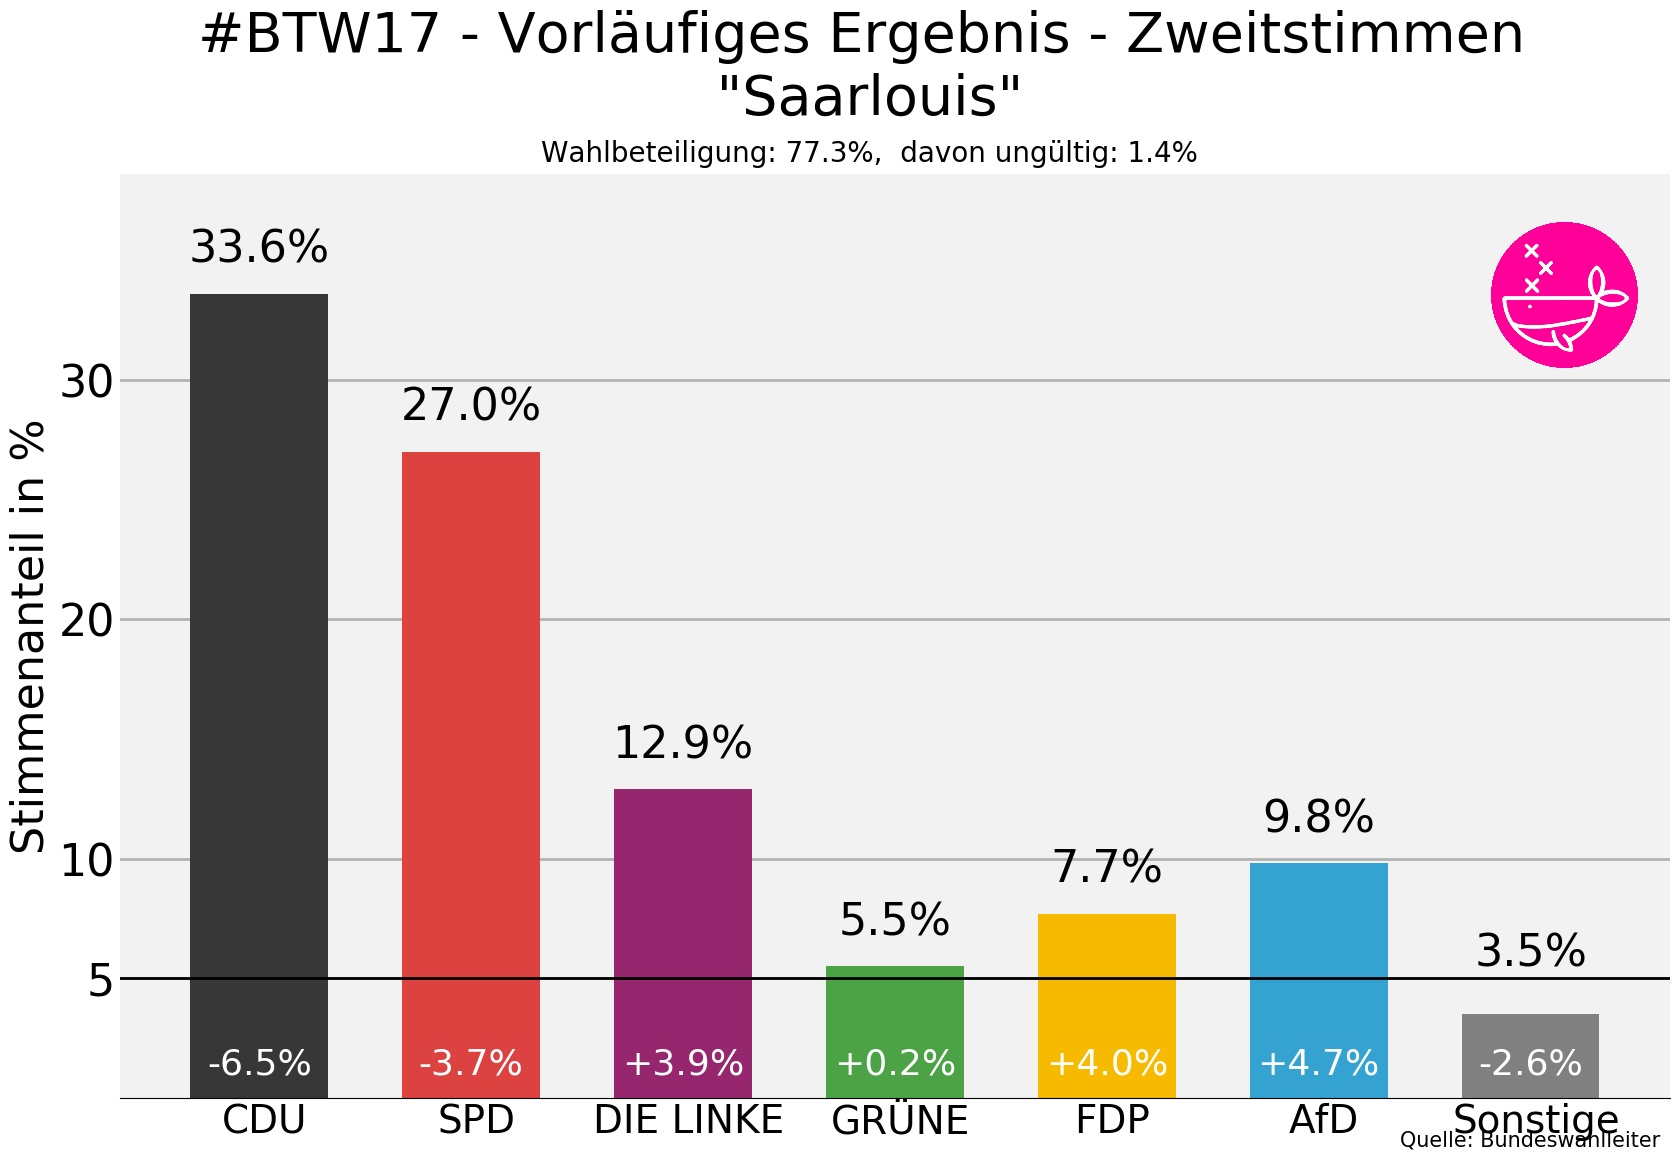 #BTW17 - Vorläufiges Ergebnis - Zweitstimmen
"Saarlouis"
Wahlbeteiligung: 77.3%,  davon ungültig: 1.4%
Stimmenanteil in %
30
20
10
5
33.6%
27.0%
12.9%
5.5%
7.7%
9.8%
3.5%
-6.5%
-3.7%
+3.9%
+0.2%
+4.0%
+4.7%
-2.6%
CDU
SPD
DIE LINKE
GRÜNE
FDP
AfD
Sonstige
Quelle: Bundeswahlleiter